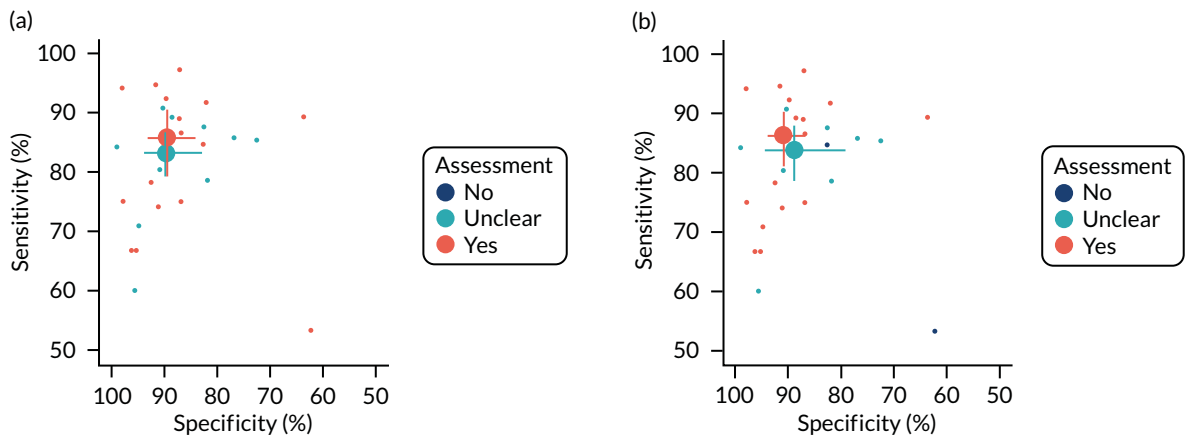 (a)
Sensitivity (%)
100
90
80
70
60
50
100 90 80 70 60 50
Specificity (%)
Assessment
No
Unclear
Yes
(b)
Sensitivity (%)
100
90
80
70
60
50
100 90 80 70 60 50
Specificity (%)
Assessment
No
Unclear
Yes